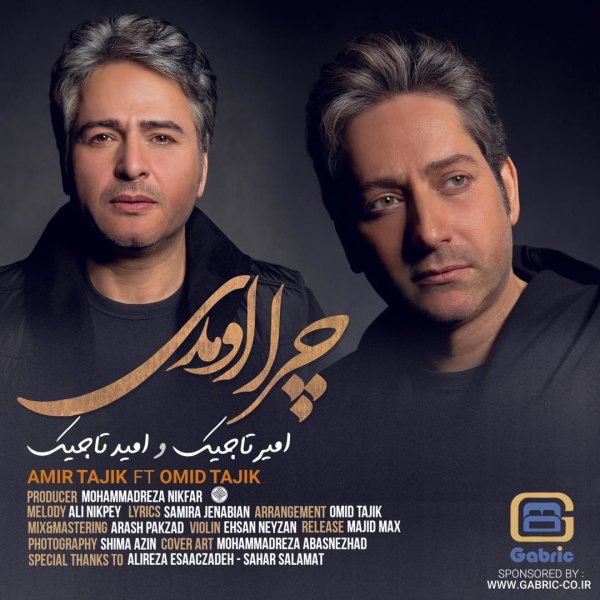 چرا اومدی
امیر تاجیک و امید تاجیک
AMIR TAJIK FT OMID TAJIK
PRODUCER MOHAMMADREZA NIKFAR
MELODY ALI NIKPEY LYRICS SAMIRA JENABIAN ARRANGEMENT OMID TAJIK
MIX&MASTERING ARASH PAKZAD VIOLIN EHSAN NEYZAN RELEASE MAJID MAX
PHOTOGRAPHY SHIMA AZIN COVER ART MOHAMMADREZA ABASNEZHAD
SPECIAL THANKS TO ALIREZA ESAACZADEH - SAHAR SALAMAT
Gabric
SPONSORED BY :
WWW.GABRIC-CO.IR